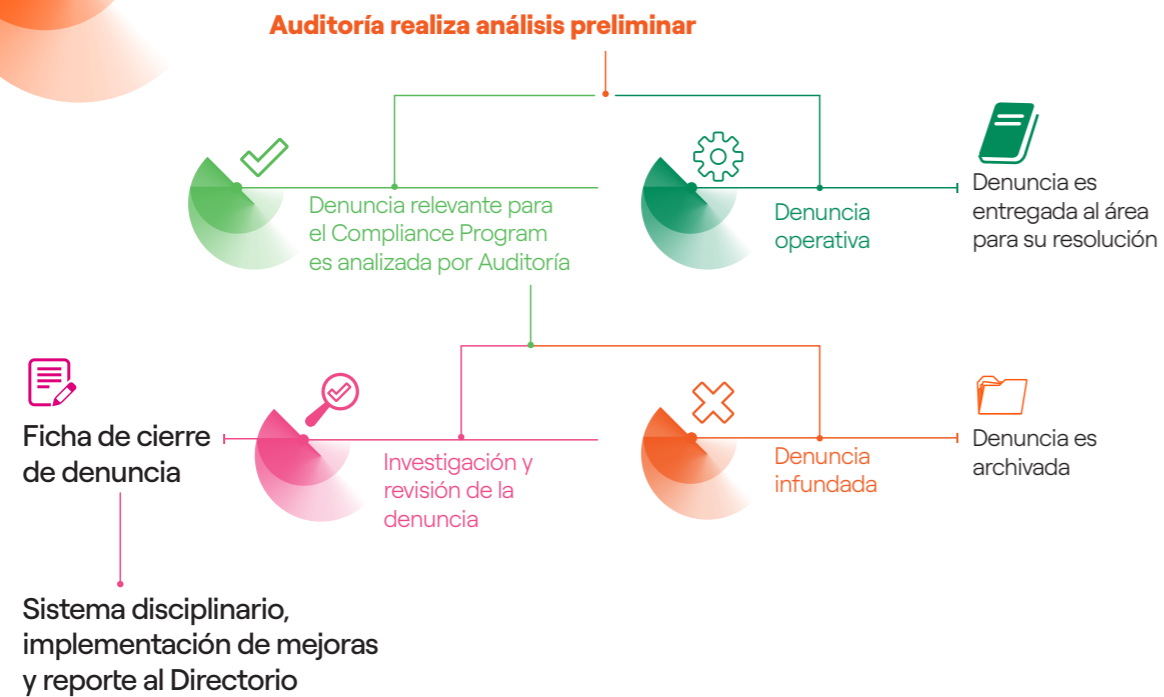 Auditoría realiza análisis preliminar
Denuncia relevante para
el Compliance Program
es analizada por Auditoría
Denuncia
operativa
Denuncia es
entregada al área
para su resolución
Ficha de cierre
de denuncia
Investigación y
revisión de la
denuncia
Denuncia
infundada
Denuncia es
archivada
Sistema disciplinario,
implementación de mejoras
y reporte al Directorio